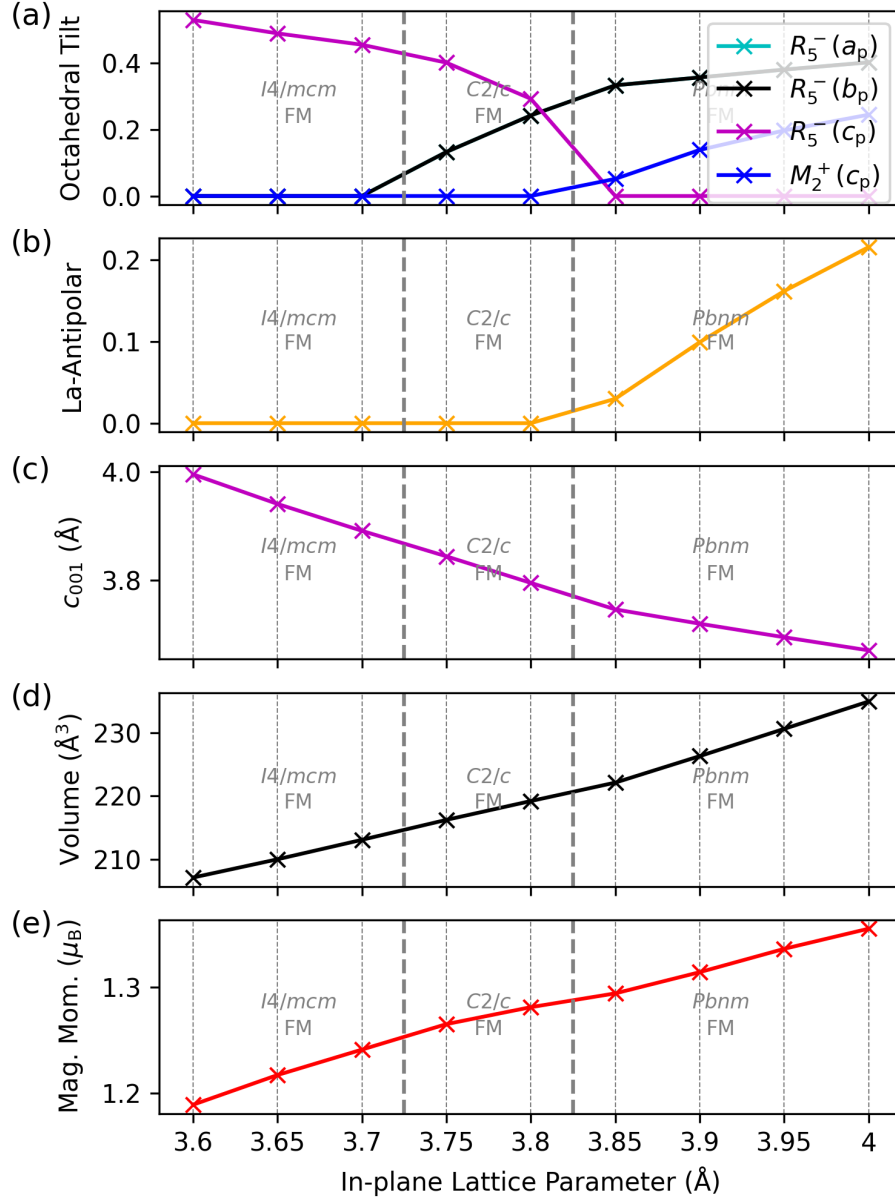 (a)
Octahedral Tilt
0.4
0.2
0.0
I4/mcm
FM
C2/c
FM
Pbnm
FM
R₅⁻(aₚ)
R₅⁻(bₚ)
R₅⁻(cₚ)
M₂⁺(cₚ)
(b)
La-Antipolar
0.2
0.1
0.0
I4/mcm
FM
C2/c
FM
Pbnm
FM
(c)
c₀₀₁ (Å)
4.0
3.8
I4/mcm
FM
C2/c
FM
Pbnm
FM
(d)
Volume (Å³)
230
220
210
I4/mcm
FM
C2/c
FM
Pbnm
FM
(e)
Mag. Mom. (μ_B)
1.3
1.2
I4/mcm
FM
C2/c
FM
Pbnm
FM
3.6 3.65 3.7 3.75 3.8 3.85 3.9 3.95 4
In-plane Lattice Parameter (Å)